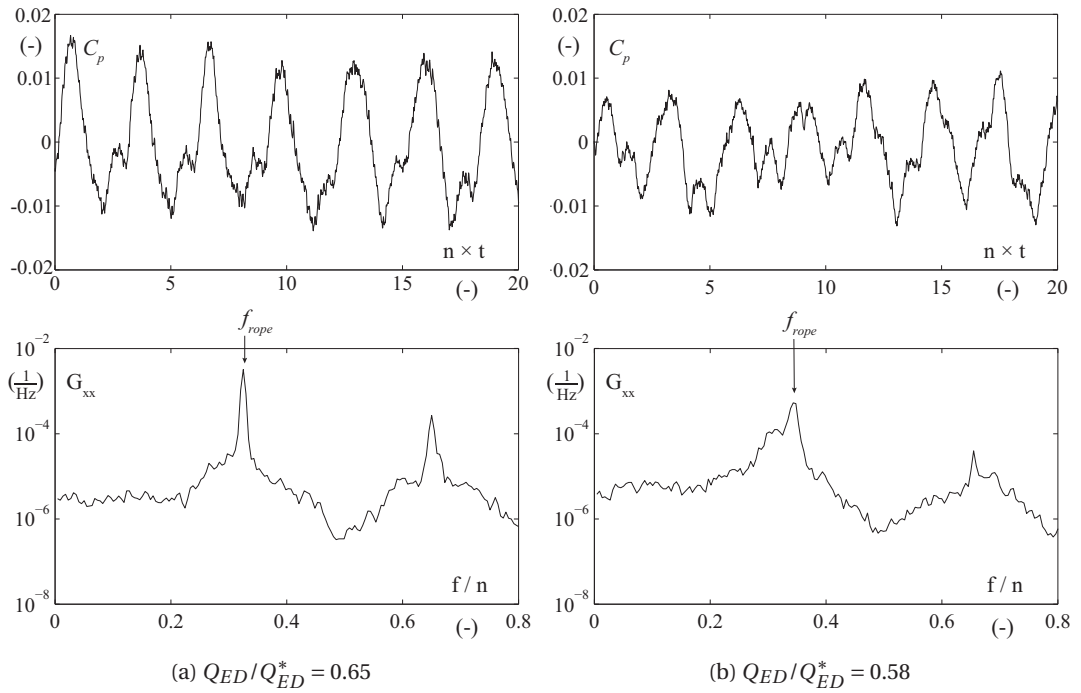 0.02
(-)
C_p
0.01
0
-0.01
-0.02
n × t
0 5 10 15 20
(-)
0.02
(-)
C_p
0.01
0
-0.01
0.02
n × t
0 5 10 15 20
(-)
f_rope
10^−2
(1/Hz)
G_xx
10^−4
10^−6
10^−8
f / n
0 0.2 0.4 0.6 0.8
(-)
f_rope
10^−2
(1/Hz)
G_xx
10^−4
10^−6
10^−8
f / n
0 0.2 0.4 0.6 0.8
(-)
(a) Q_ED/Q*_ED = 0.65
(b) Q_ED/Q*_ED = 0.58